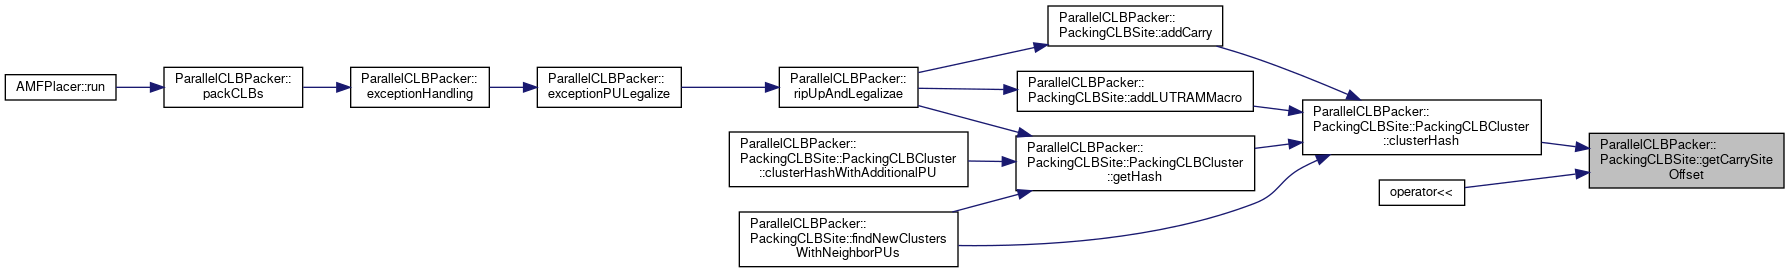 AMFPlacer::run
ParallelCLBPacker::
packCLBs
ParallelCLBPacker::
exceptionHandling
ParallelCLBPacker::
exceptionPULegalize
ParallelCLBPacker::
ripUpAndLegalizae
ParallelCLBPacker::
PackingCLBSite::addCarry
ParallelCLBPacker::
PackingCLBSite::addLUTRAMMacro
ParallelCLBPacker::
PackingCLBSite::PackingCLBCluster
::clusterHashWithAdditionalPU
ParallelCLBPacker::
PackingCLBSite::PackingCLBCluster
::getHash
ParallelCLBPacker::
PackingCLBSite::findNewClusters
WithNeighborPUs
ParallelCLBPacker::
PackingCLBSite::PackingCLBCluster
::clusterHash
operator<<
ParallelCLBPacker::
PackingCLBSite::getCarrySite
Offset